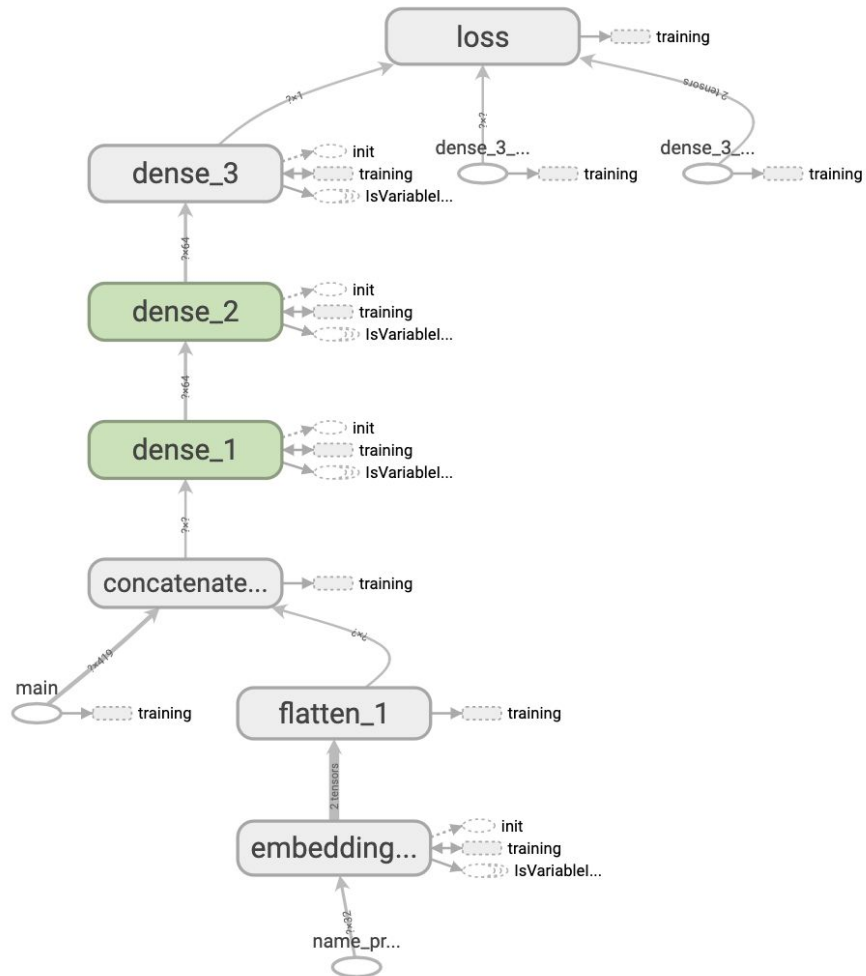 loss
training
?×1
?×?
2 tensors
dense_3
init
training
IsVariableI...
dense_3_...
training
dense_3_...
training
?×64
dense_2
init
training
IsVariableI...
?×64
dense_1
init
training
IsVariableI...
?×?
concatenate...
training
?×419
?×?
main
training
flatten_1
training
2 tensors
embedding...
init
training
IsVariableI...
?×32
name_pr...